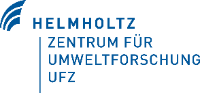 HELMHOLTZ
ZENTRUM FÜR
UMWELTFORSCHUNG
UFZ